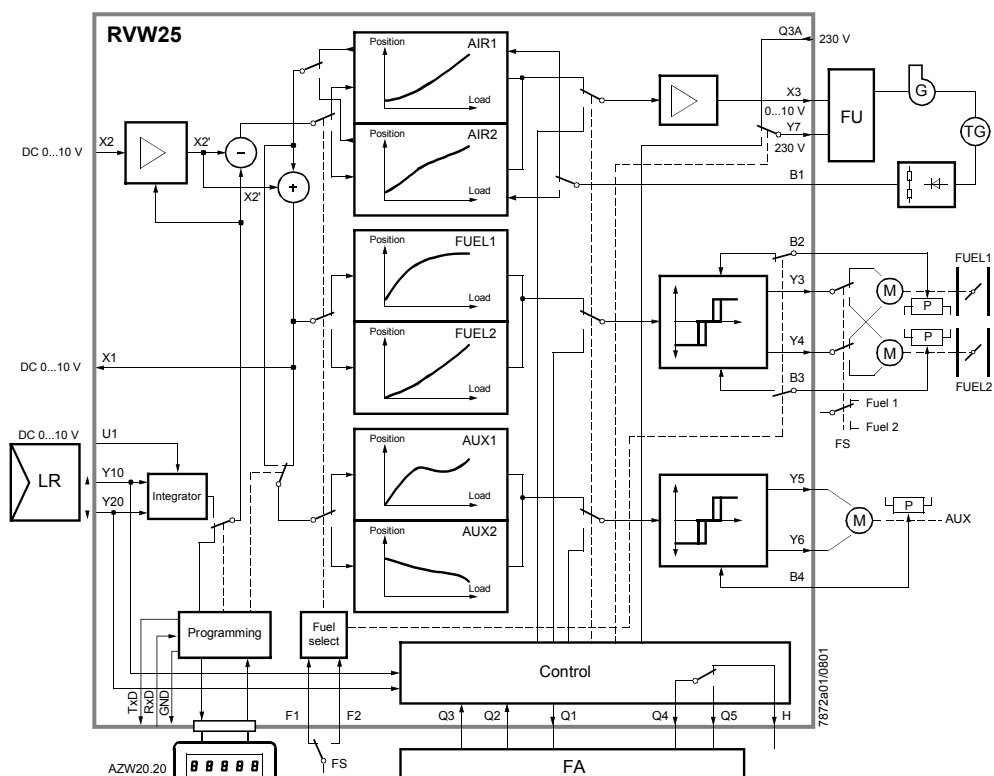 RVW25
Q3A
230 V
Position
AIR1
Load
X3
0...10 V
FU
G
TG
Y7
230 V
DC 0...10 V
X2
X2'
-
+
X2'
Position
AIR2
Load
B1
Position
FUEL1
Load
B2
Y3
M
P
FUEL1
Position
FUEL2
Load
Y4
M
P
FUEL2
B3
DC 0...10 V
X1
Fuel 1
Fuel 2
FS
DC 0...10 V
U1
LR
Y10
Y20
Integrator
Position
AUX1
Load
Y5
M
P
AUX
Y6
B4
Position
AUX2
Load
Programming
Fuel
select
Control
TxD
RxD
GND
F1
F2
Q3
Q2
Q1
Q4
Q5
H
7872a01/0801
AZW20.20
88888
FS
FA